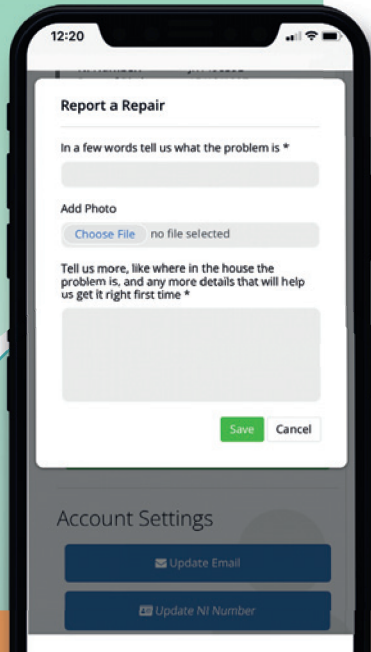 12:20
Report a Repair
In a few words tell us what the problem is *
Add Photo
Choose File no file selected
Tell us more, like where in the house the
problem is, and any more details that will help
us get it right first time *
Save Cancel
Account Settings
Update Email
Update NI Number